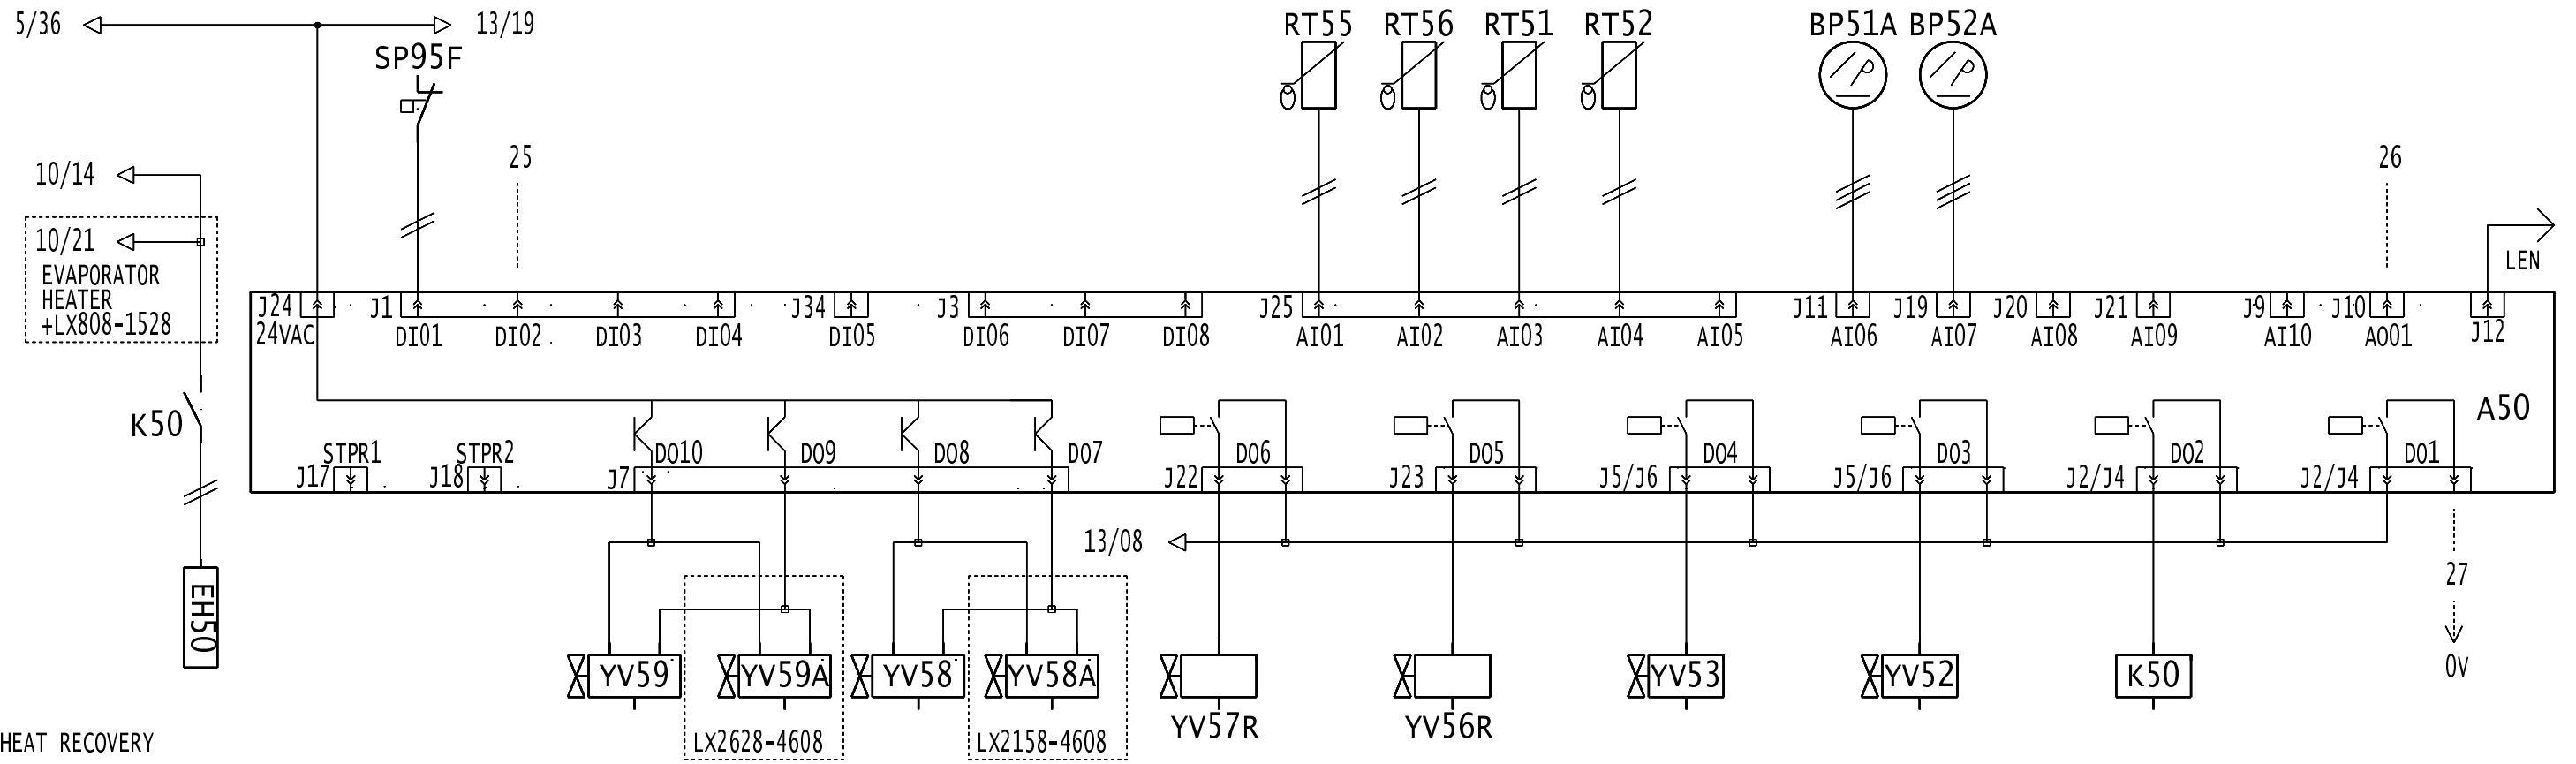 5/36
13/19
RT55
RT56
RT51
RT52
BP51A
BP52A
SP95F
25
26
10/14
10/21
EVAPORATOR
HEATER
+LX808-1528
LEN
J24
J1
J34
J3
J25
J11
J19
J20
J21
J9
J10
J12
24VAC
DI01
DI02
DI03
DI04
DI05
DI06
DI07
DI08
AI01
AI02
AI03
AI04
AI05
AI06
AI07
AI08
AI09
AI10
AO01
K50
A50
STPR1
STPR2
DO10
DO9
DO8
DO7
DO6
DO5
DO4
DO3
DO2
DO1
J17
J18
J7
J22
J23
J5/J6
J5/J6
J2/J4
J2/J4
13/08
27
EH50
YV59
YV59A
YV58
YV58A
YV53
YV52
K50
0V
YV57R
YV56R
HEAT RECOVERY
LX2628-4608
LX2158-4608